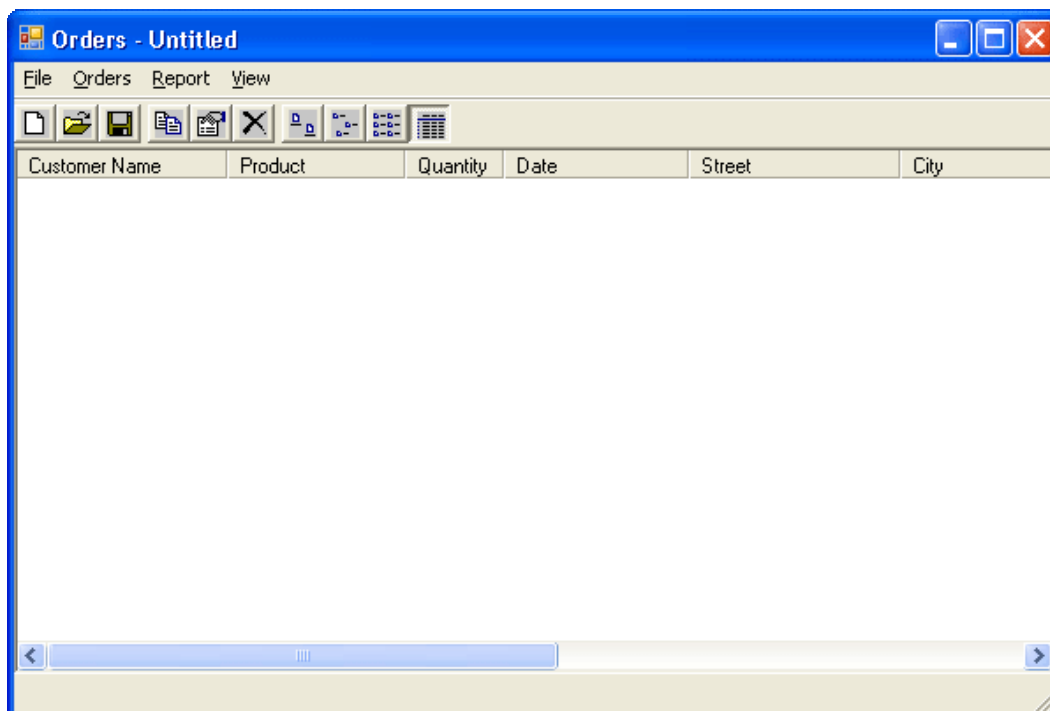 Orders - Untitled
File Orders Report View
Customer Name Product Quantity Date Street City